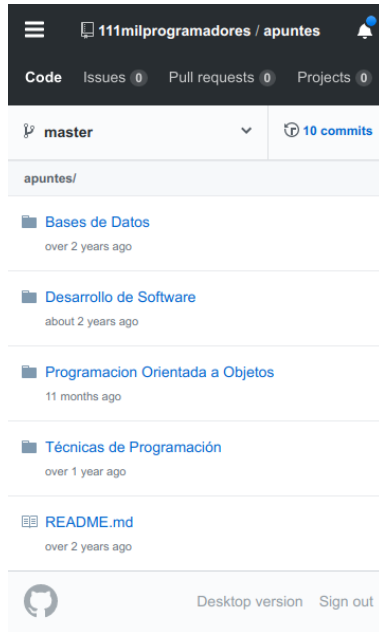 111milprogramadores / apuntes
Code Issues 0 Pull requests 0 Projects 0
master 10 commits
apuntes/
Bases de Datos
over 2 years ago
Desarrollo de Software
about 2 years ago
Programacion Orientada a Objetos
11 months ago
Técnicas de Programación
over 1 year ago
README.md
over 2 years ago
Desktop version Sign out